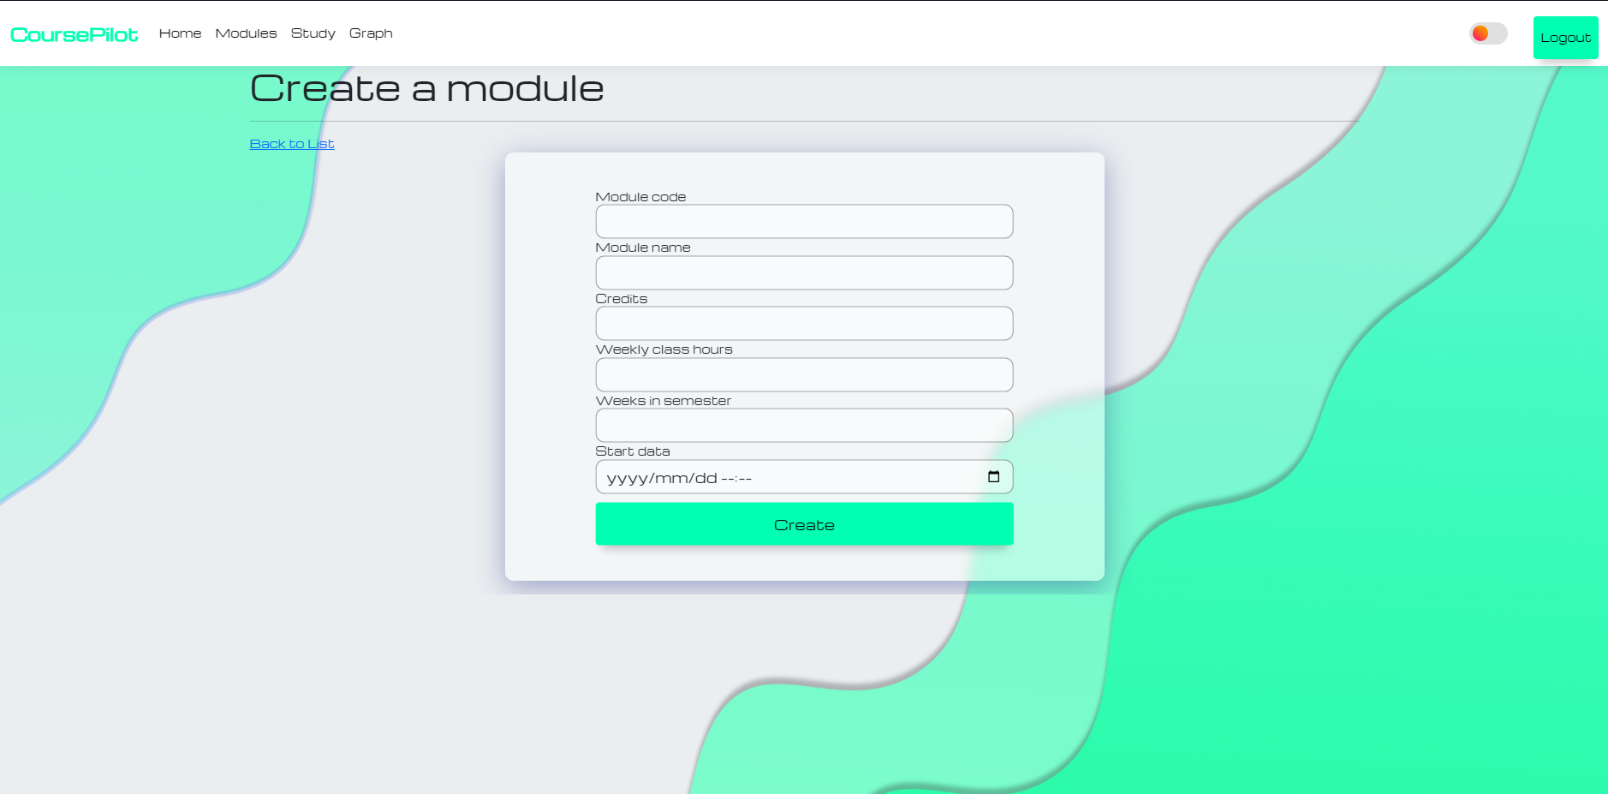 CoursePilot Home Modules Study Graph Logout
Create a module
Back to List
Module code
Module name
Credits
Weekly class hours
Weeks in semester
Start data
yyyy/mm/dd --:--
Create